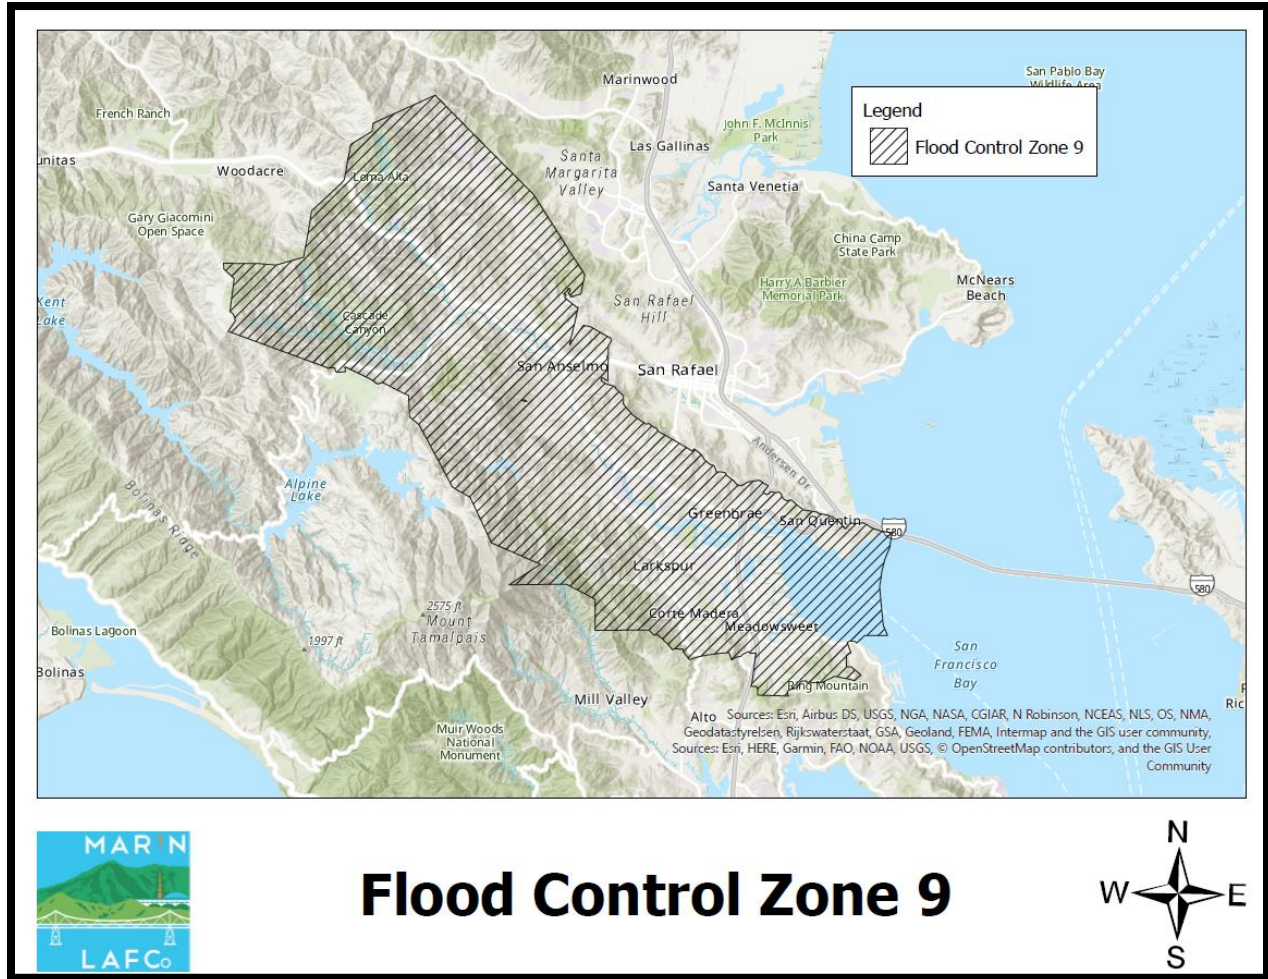 Marinwood
San Pablo Bay
Wildlife Area
French Ranch
John F. McInnis
Park
Legend
Flood Control Zone 9
Las Gallinas
Santa
Margarita
Valley
unitas
Woodacre
Loma Alta
Santa Venetia
Gary Giacomini
Open Space
China Camp
State Park
Harry A Barbier
Memorial Park
McNears
Beach
San Rafael
Hill
Kent
Lake
Cascade
Canyon
San Anselmo
San Rafael
Andersen Dr
Alpine
Lake
Bolinas Ridge
Greenbrae
San Quentin
580
580
Larkspur
2575 ft
Mount
Tamalpais
Corte Madera
Meadowsweet
1997 ft
Bolinas Lagoon
Bolinas
San
Francisco
Bay
Ring Mountain
Mill Valley
Alto
Ric
Muir Woods
National
Monument
Sources: Esri, Airbus DS, USGS, NGA, NASA, CGIAR, N Robinson, NCEAS, NLS, OS, NMA,
Geodatastyrelsen, Rijkswaterstaat, GSA, Geoland, FEMA, Intermap and the GIS user community,
Sources: Esri, HERE, Garmin, FAO, NOAA, USGS, © OpenStreetMap contributors, and the GIS User
Community
MARIN
LAFCo
Flood Control Zone 9
N
W E
S